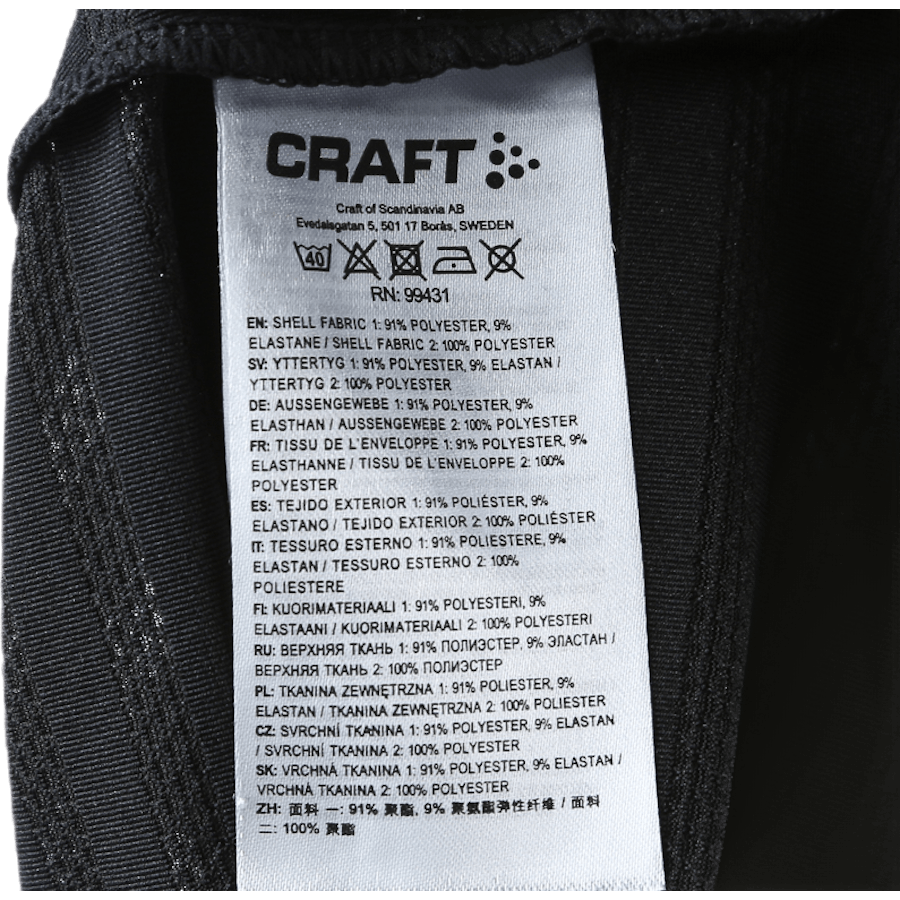 CRAFT
Craft of Scandinavia AB
Evedalsgatan 5, 501 17 Borås, SWEDEN
40
RN: 99431
EN: SHELL FABRIC 1: 91% POLYESTER, 9%
ELASTANE / SHELL FABRIC 2: 100% POLYESTER
SV: YTTERTYG 1: 91% POLYESTER, 9% ELASTAN /
YTTERTYG 2: 100% POLYESTER
DE: AUSSENGEWEBE 1: 91% POLYESTER, 9%
ELASTHAN / AUSSENGEWEBE 2: 100% POLYESTER
FR: TISSU DE L'ENVELOPPE 1: 91% POLYESTER, 9%
ELASTHANNE / TISSU DE L'ENVELOPPE 2: 100%
POLYESTER
ES: TEJIDO EXTERIOR 1: 91% POLIÉSTER, 9%
ELASTANO / TEJIDO EXTERIOR 2: 100% POLIÉSTER
IT: TESSURO ESTERNO 1: 91% POLIESTERE, 9%
ELASTAN / TESSURO ESTERNO 2: 100%
POLIESTERE
FI: KUORIMATERIAALI 1: 91% POLYESTERI, 9%
ELASTAANI / KUORIMATERIAALI 2: 100% POLYESTERI
RU: ВЕРХНЯЯ ТКАНЬ 1: 91% ПОЛИЭСТЕР, 9% ЭЛАСТАН /
ВЕРХНЯЯ ТКАНЬ 2: 100% ПОЛИЭСТЕР
PL: TKANINA ZEWNĘTRZNA 1: 91% POLIESTER, 9%
ELASTAN / TKANINA ZEWNĘTRZNA 2: 100% POLIESTER
CZ: SVRCHNÍ TKANINA 1: 91% POLYESTER, 9% ELASTAN
/ SVRCHNÍ TKANINA 2: 100% POLYESTER
SK: VRCHNÁ TKANINA 1: 91% POLYESTER, 9% ELASTAN /
VRCHNÁ TKANINA 2: 100% POLYESTER
ZH: 面料 一: 91% 聚酯, 9% 聚氨酯弹性纤维 / 面料
二: 100% 聚酯